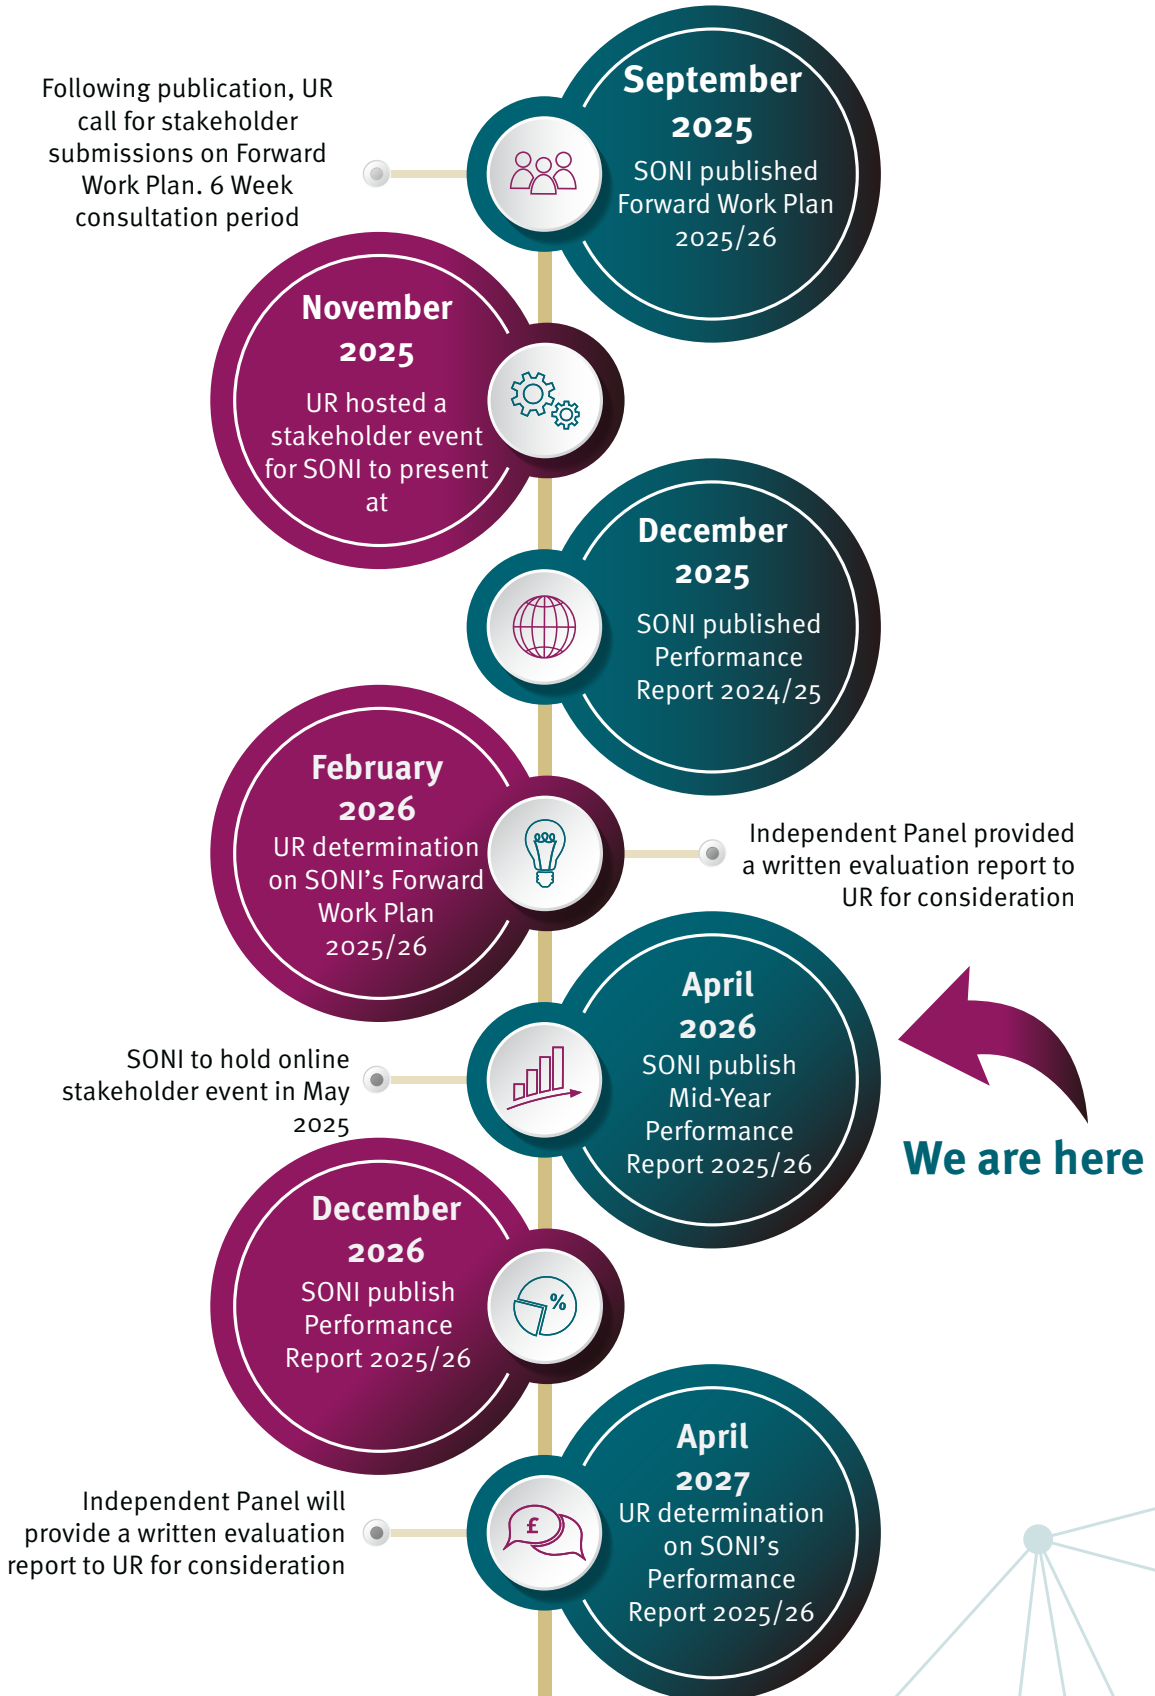 Following publication, UR
call for stakeholder
submissions on Forward
Work Plan. 6 Week
consultation period
September
2025
SONI published
Forward Work Plan
2025/26
November
2025
UR hosted a
stakeholder event
for SONI to present
at
December
2025
SONI published
Performance
Report 2024/25
February
2026
UR determination
on SONI's Forward
Work Plan
2025/26
Independent Panel provided
a written evaluation report to
UR for consideration
April
2026
SONI publish
Mid-Year
Performance
Report 2025/26
We are here
SONI to hold online
stakeholder event in May
2025
December
2026
SONI publish
Performance
Report 2025/26
%
April
2027
UR determination
on SONI's
Performance
Report 2025/26
£
Independent Panel will
provide a written evaluation
report to UR for consideration